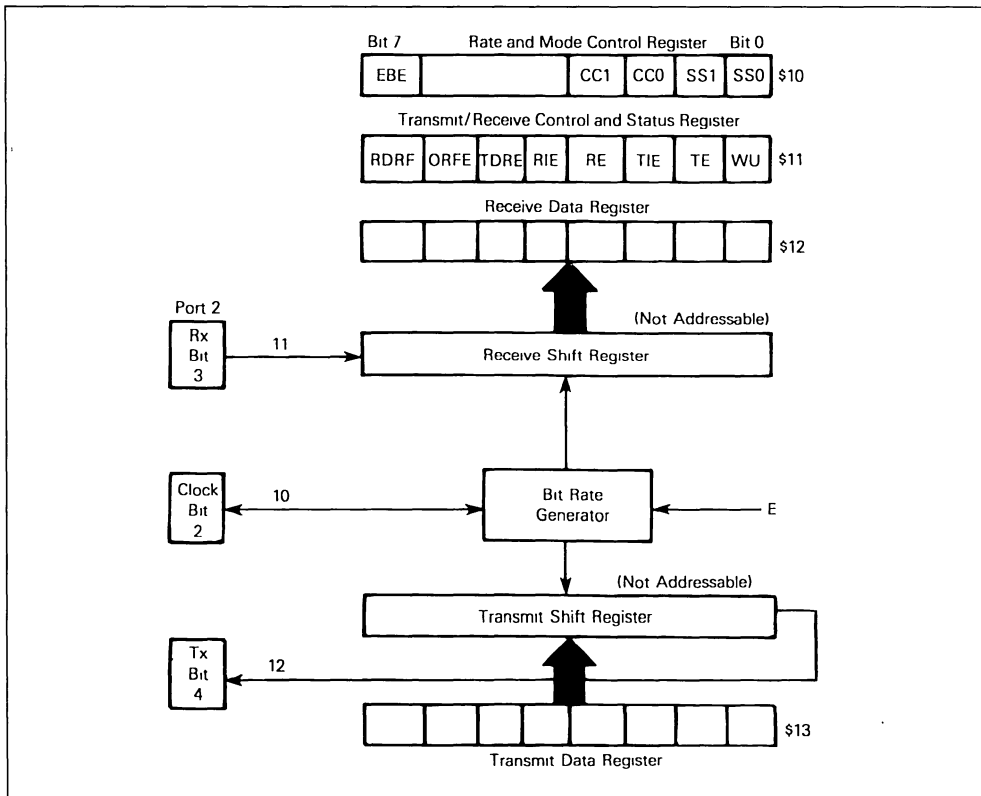 Bit 7 Rate and Mode Control Register Bit 0
EBE CC1 CC0 SS1 SS0 $10
Transmit/Receive Control and Status Register
RDRF ORFE TDRE RIE RE TIE TE WU $11
Receive Data Register
$12
Port 2
(Not Addressable)
Rx
Bit
3
11
Receive Shift Register
Clock
Bit
2
10
Bit Rate
Generator
E
(Not Addressable)
Transmit Shift Register
Tx
Bit
4
12
$13
Transmit Data Register